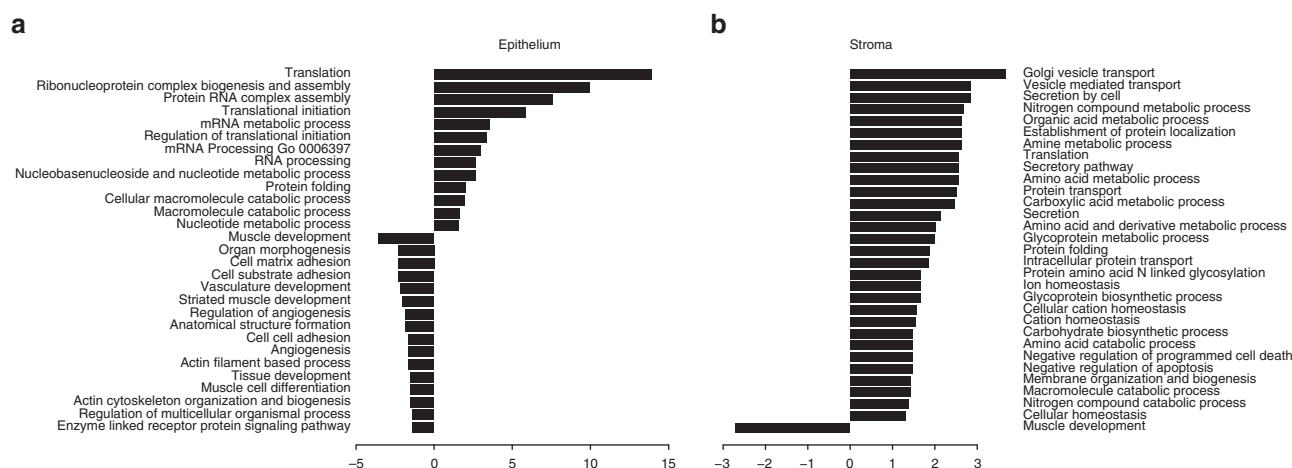 a
Epithelium
Translation
Ribonucleoprotein complex biogenesis and assembly
Protein RNA complex assembly
Translational initiation
mRNA metabolic process
Regulation of translational initiation
mRNA Processing Go 0006397
RNA processing
Nucleobasenucleoside and nucleotide metabolic process
Protein folding
Cellular macromolecule catabolic process
Macromolecule catabolic process
Nucleotide metabolic process
Muscle development
Organ morphogenesis
Cell matrix adhesion
Cell substrate adhesion
Vasculature development
Striated muscle development
Regulation of angiogenesis
Anatomical structure formation
Cell cell adhesion
Angiogenesis
Actin filament based process
Tissue development
Muscle cell differentiation
Actin cytoskeleton organization and biogenesis
Regulation of multicellular organismal process
Enzyme linked receptor protein signaling pathway
−5 0 5 10 15
b
Stroma
Golgi vesicle transport
Vesicle mediated transport
Secretion by cell
Nitrogen compound metabolic process
Organic acid metabolic process
Establishment of protein localization
Amine metabolic process
Translation
Secretory pathway
Amino acid metabolic process
Protein transport
Carboxylic acid metabolic process
Secretion
Amino acid and derivative metabolic process
Glycoprotein metabolic process
Protein folding
Intracellular protein transport
Protein amino acid N linked glycosylation
Ion homeostasis
Glycoprotein biosynthetic process
Cellular cation homeostasis
Cation homeostasis
Carbohydrate biosynthetic process
Amino acid catabolic process
Negative regulation of programmed cell death
Negative regulation of apoptosis
Membrane organization and biogenesis
Macromolecule catabolic process
Nitrogen compound catabolic process
Cellular homeostasis
Muscle development
−3 −2 −1 0 1 2 3